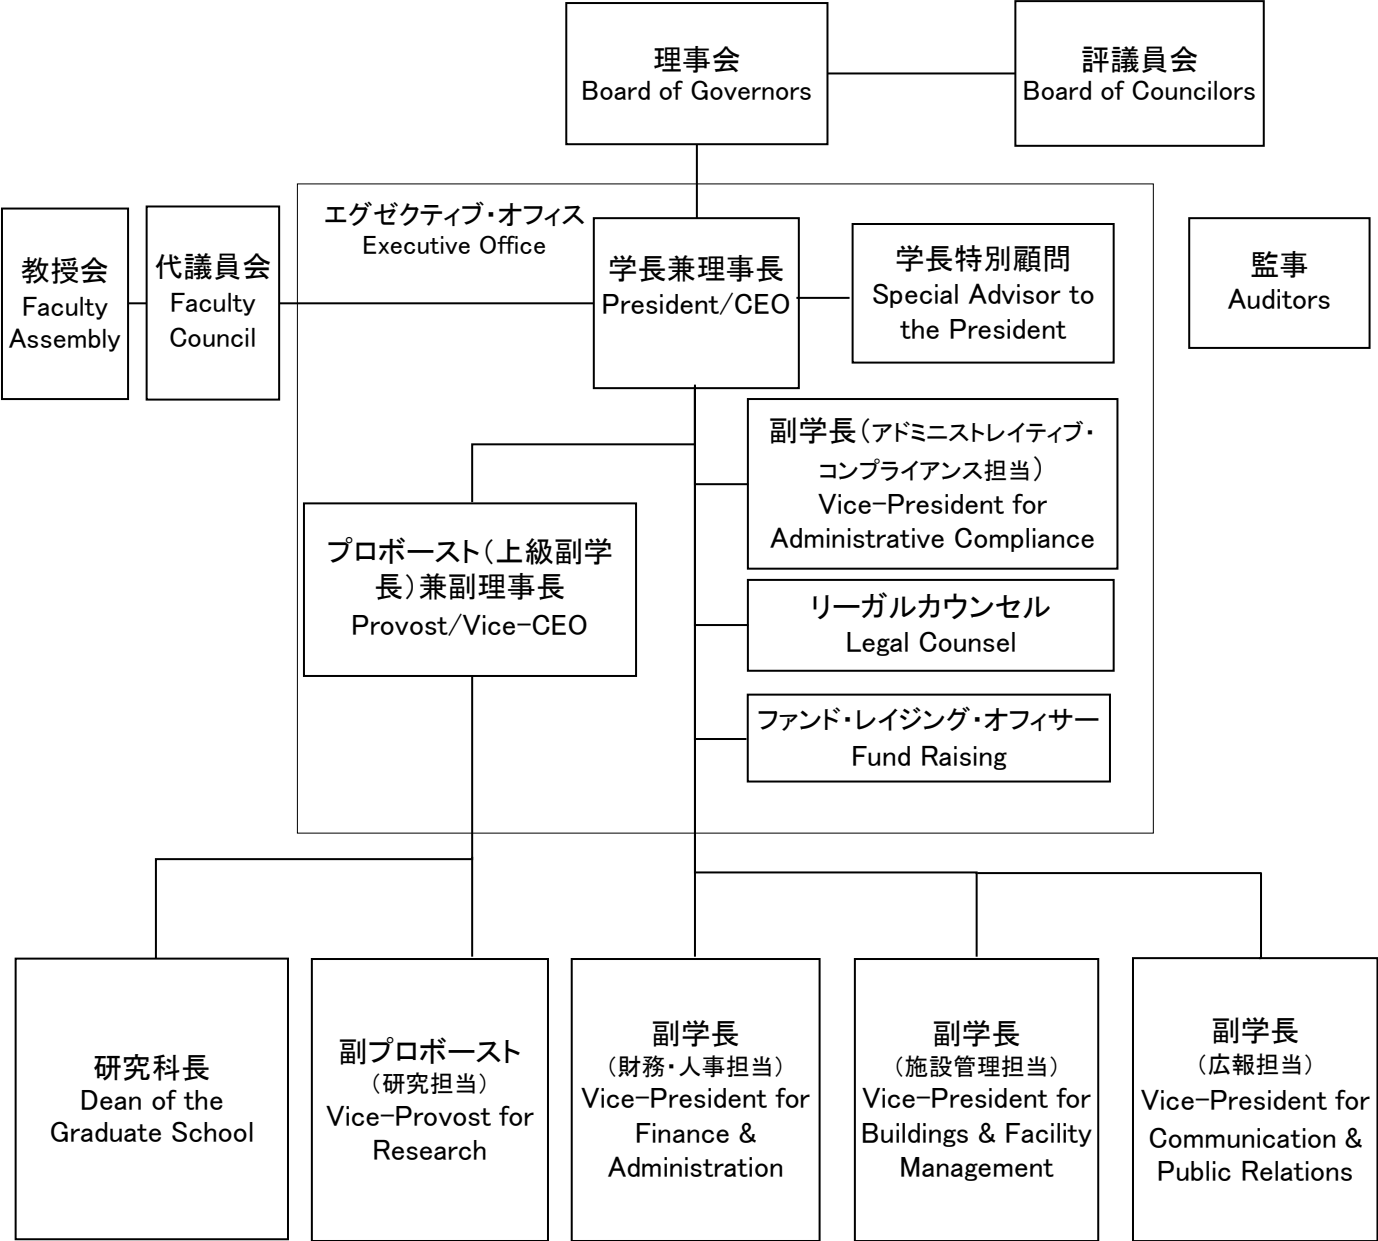 理事会
Board of Governors
評議員会
Board of Councilors
エグゼクティブ・オフィス
Executive Office
教授会
Faculty
Assembly
代議員会
Faculty
Council
学長兼理事長
President/CEO
学長特別顧問
Special Advisor to
the President
監事
Auditors
副学長（アドミニストレイティブ・
コンプライアンス担当）
Vice-President for
Administrative Compliance
プロボースト（上級副学
長）兼副理事長
Provost/Vice-CEO
リーガルカウンセル
Legal Counsel
ファンド・レイジング・オフィサー
Fund Raising
研究科長
Dean of the
Graduate School
副プロボースト
（研究担当）
Vice-Provost for
Research
副学長
（財務・人事担当）
Vice-President for
Finance &
Administration
副学長
（施設管理担当）
Vice-President for
Buildings & Facility
Management
副学長
（広報担当）
Vice-President for
Communication &
Public Relations